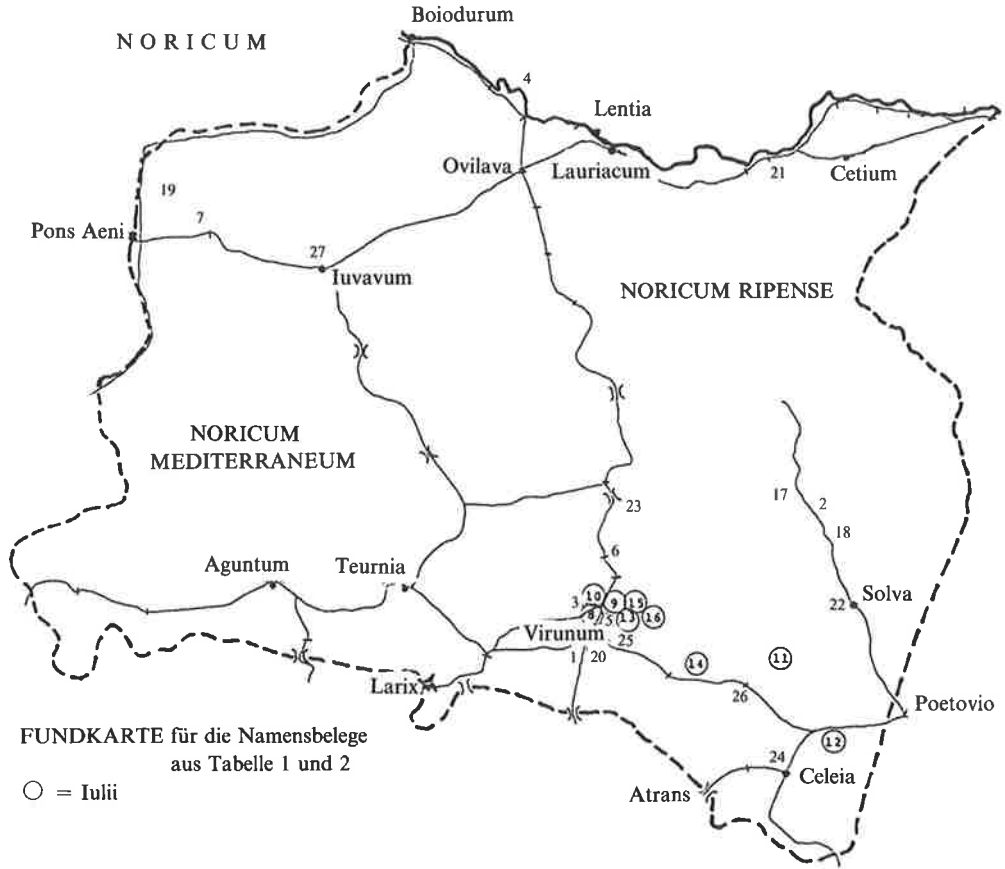 Boiodurum
NORICUM
4
Lentia
Ovilava
Lauriacum
21
Cetium
19
7
Pons Aeni
27
Iuvavum
NORICUM RIPENSE
NORICUM
MEDITERRANEUM
23
17
2
18
6
Aguntum
Teurnia
Solva
22
3
10
9
15
8
5
13
16
Virunum
25
1
20
14
11
26
Larix
Poetovio
12
FUNDKARTE für die Namensbelege
aus Tabelle 1 und 2
24
Celeia
Atrans
= Iulii